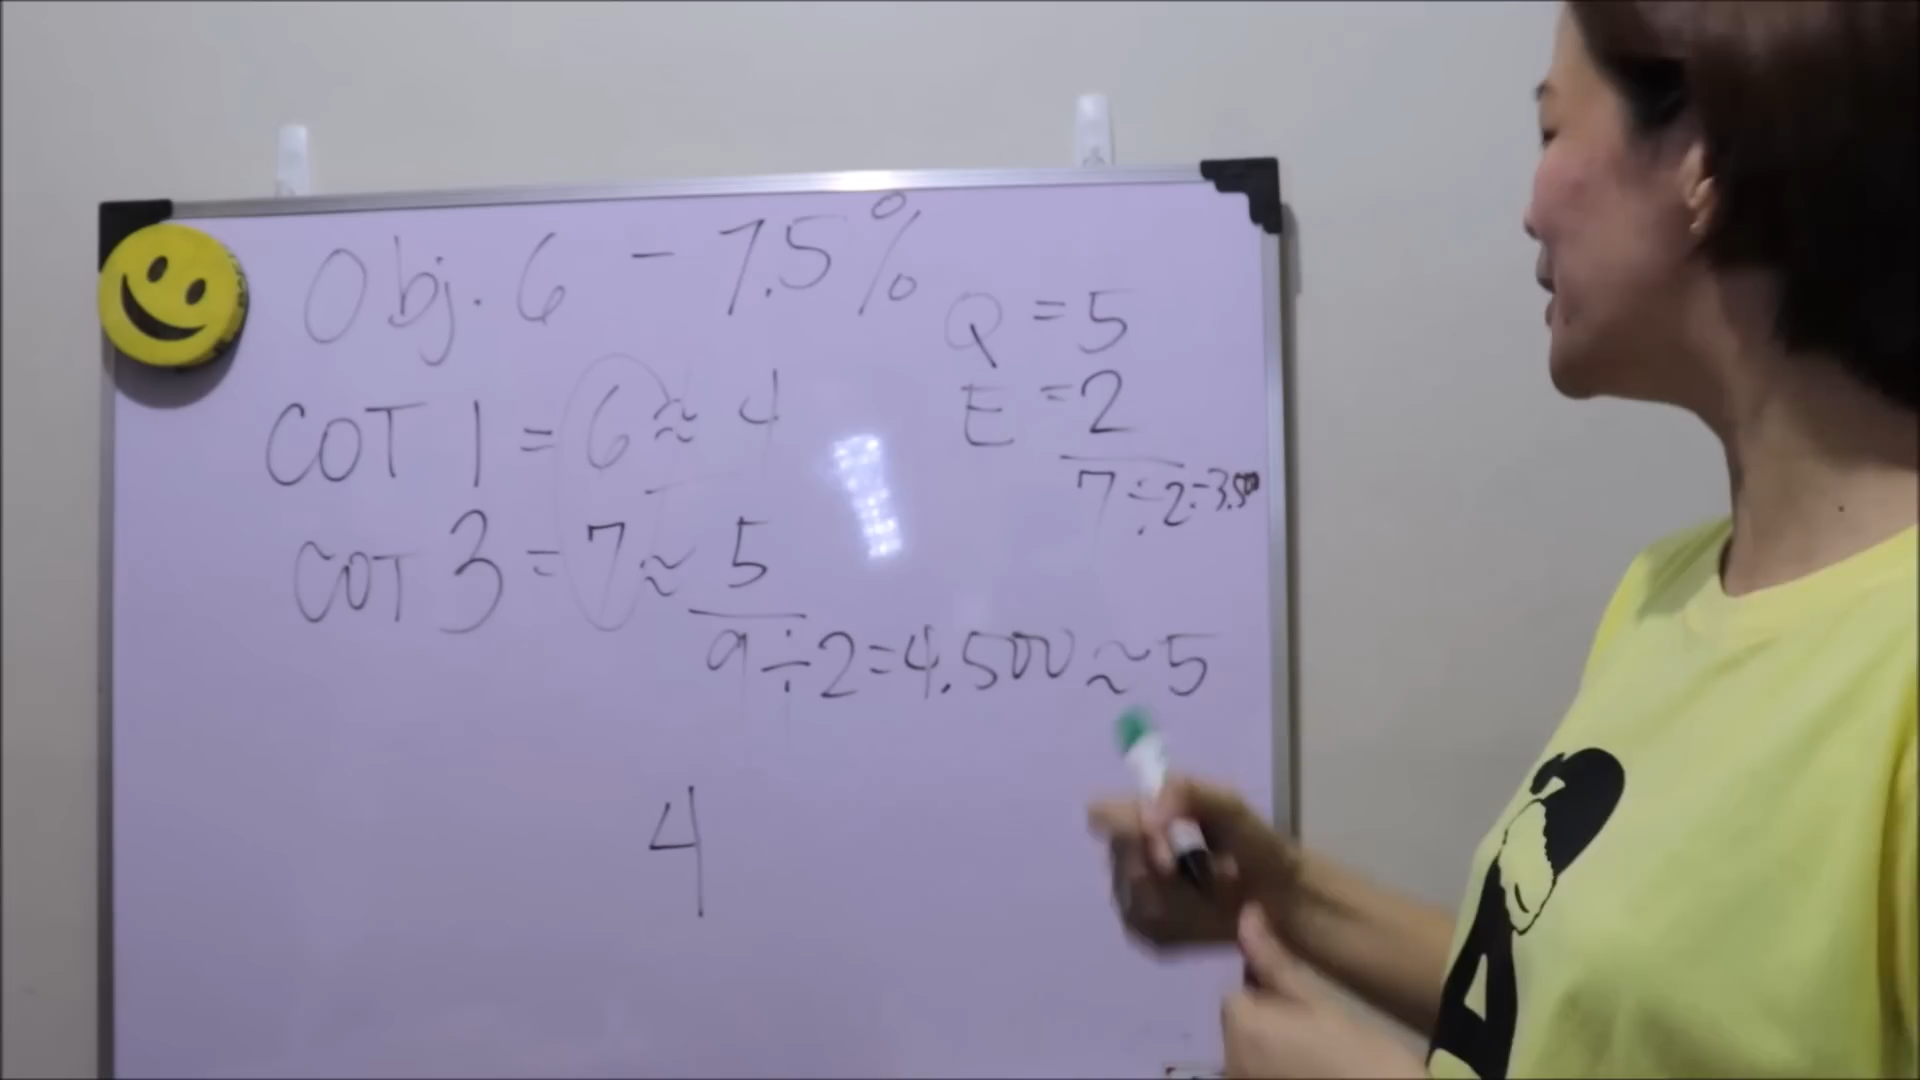 Obj. 6 - 7.5%
Q = 5
E = 2
7 ÷ 2 = 3.500
COT 1 = 6 ≈ 4
COT 3 = 7 ≈ 5
9 ÷ 2 = 4.500 ≈ 5
4